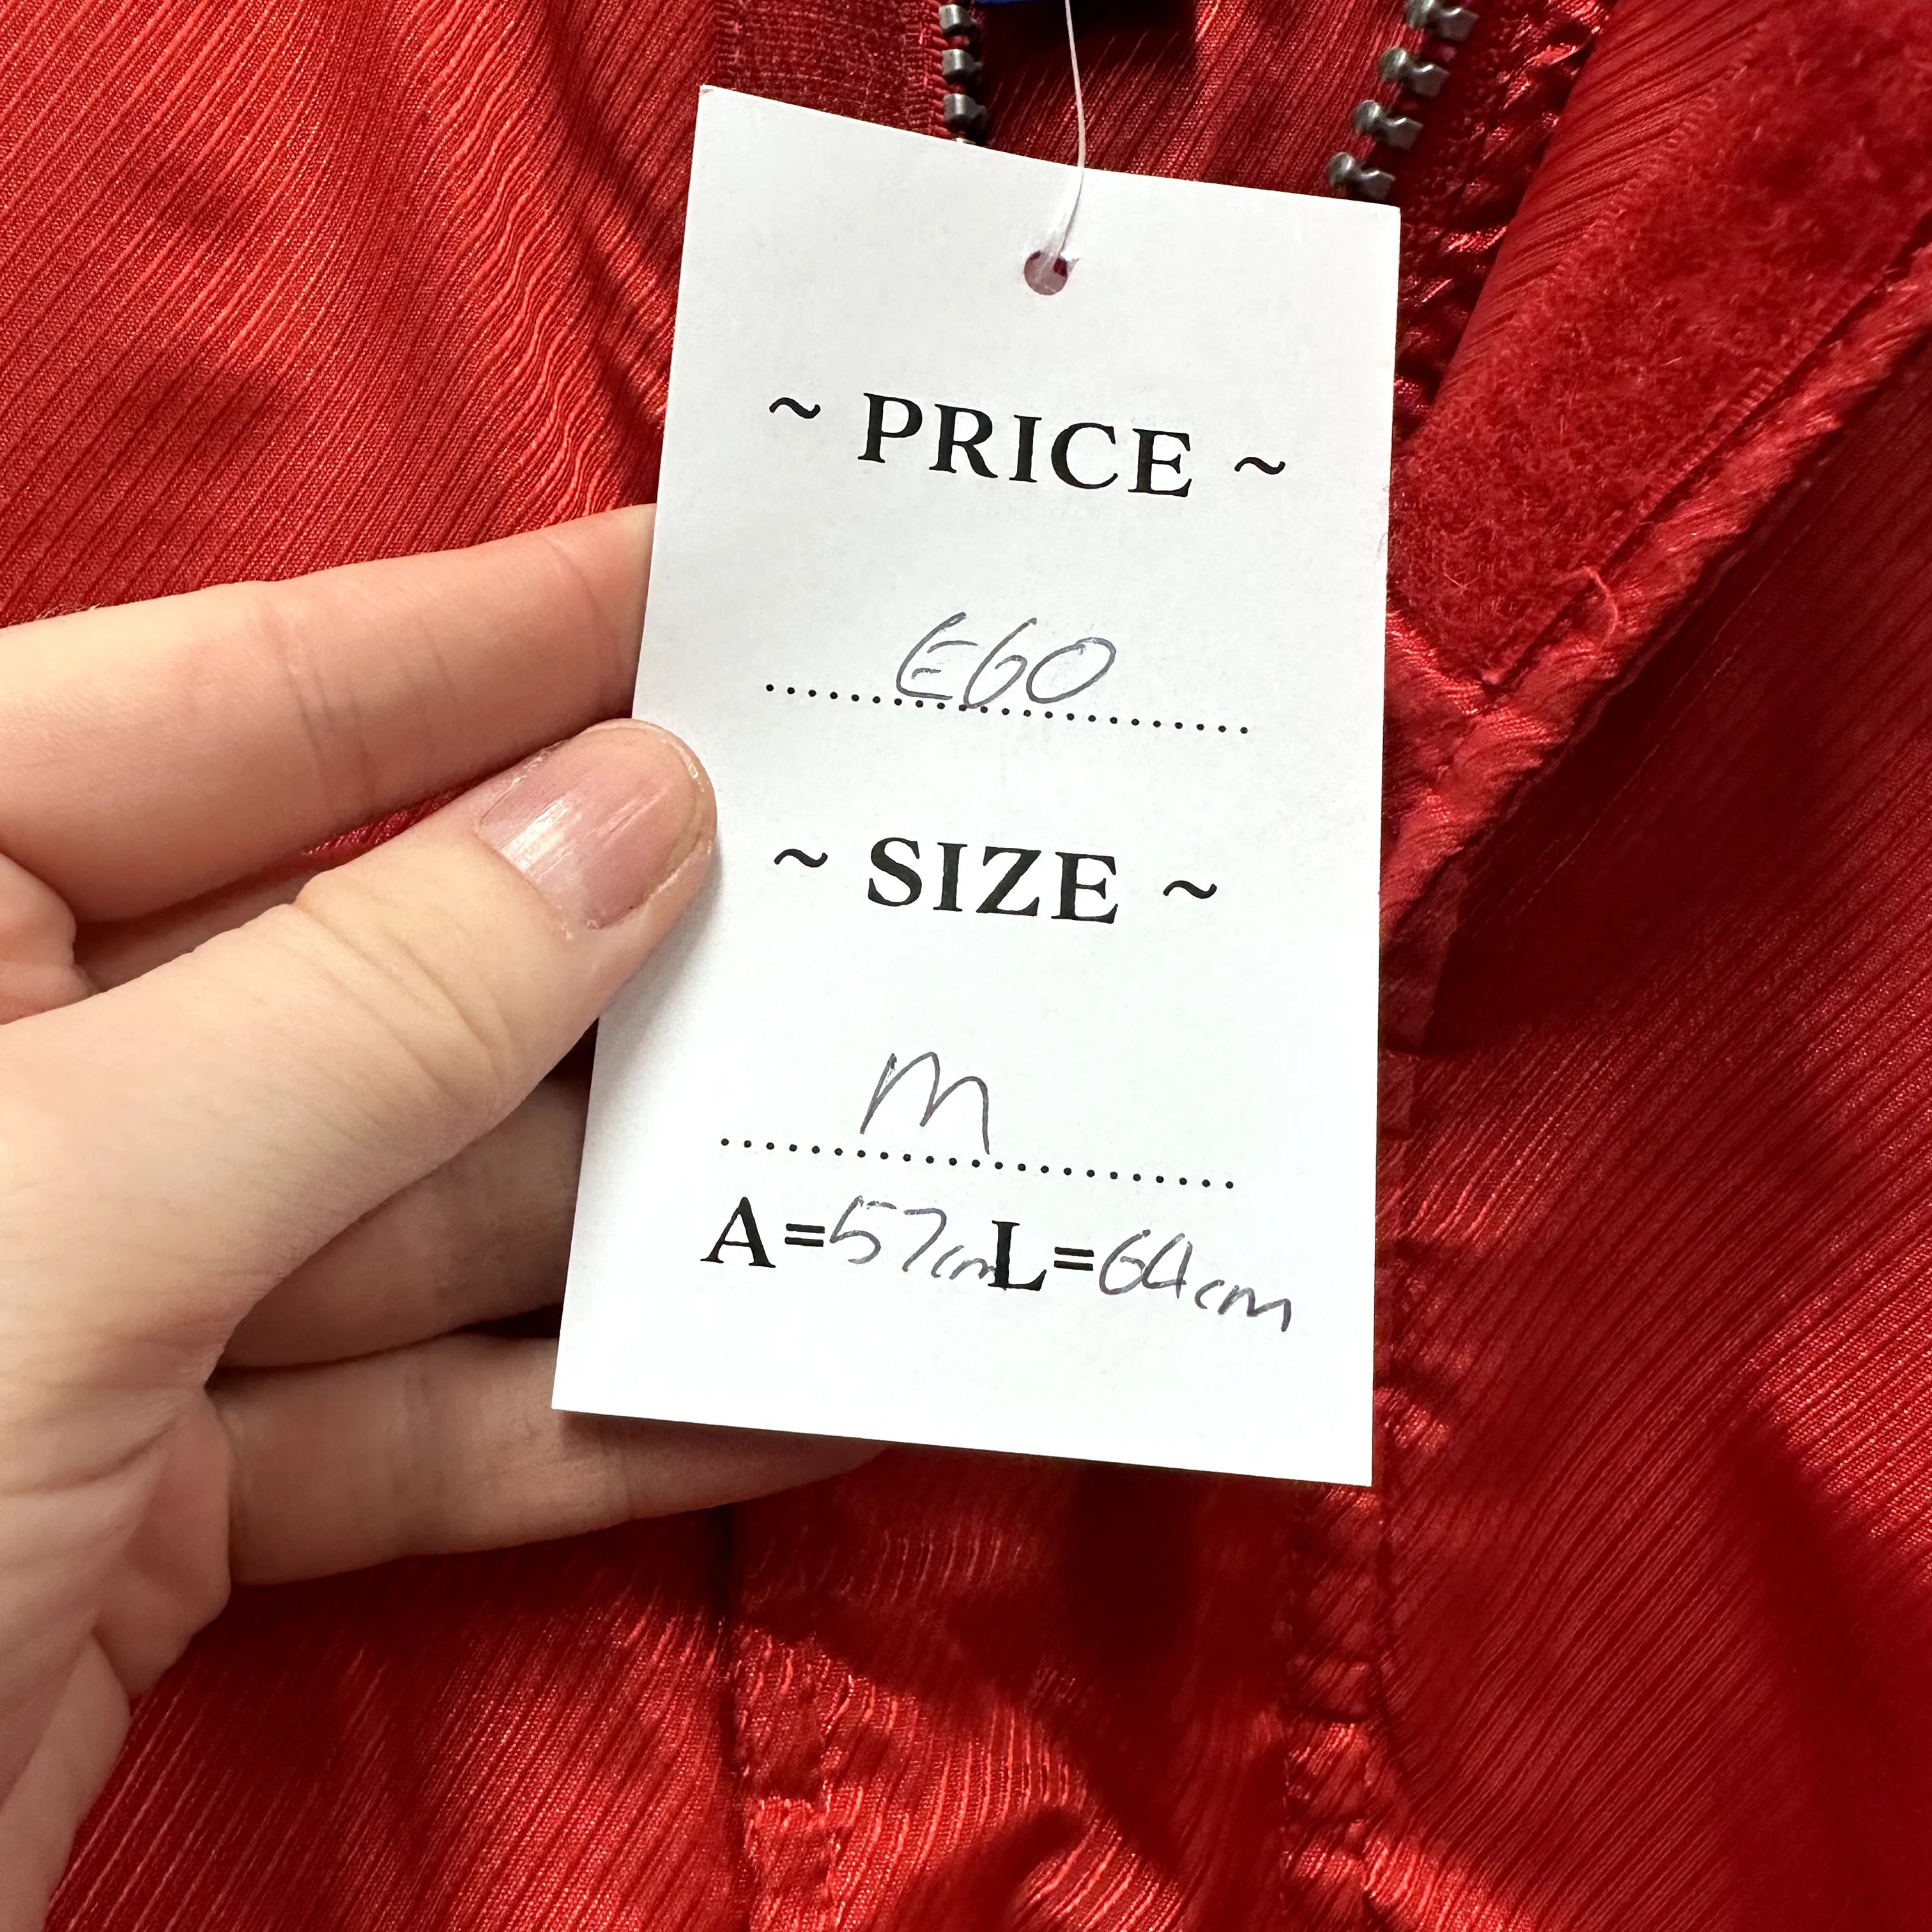 ~ PRICE ~
€60
~ SIZE ~
M
A=57cm L=64cm